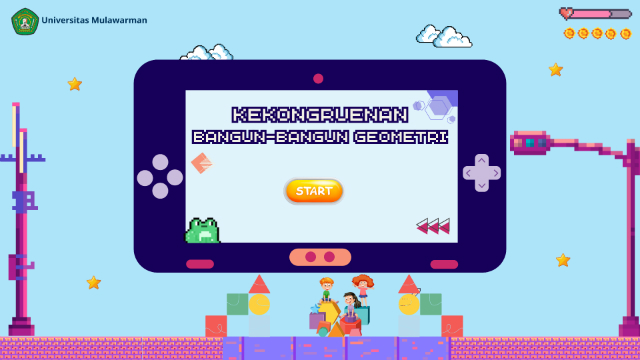 Universitas Mulawarman
KEKONGRUENAN
BANGUN-BANGUN GEOMETRI
START